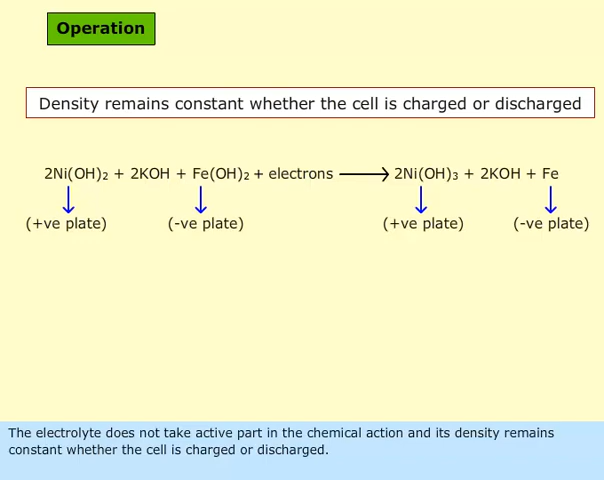 Operation
Density remains constant whether the cell is charged or discharged
2Ni(OH)₂ + 2KOH + Fe(OH)₂ + electrons ⟶ 2Ni(OH)₃ + 2KOH + Fe
(+ve plate) (-ve plate) (+ve plate) (-ve plate)
The electrolyte does not take active part in the chemical action and its density remains
constant whether the cell is charged or discharged.